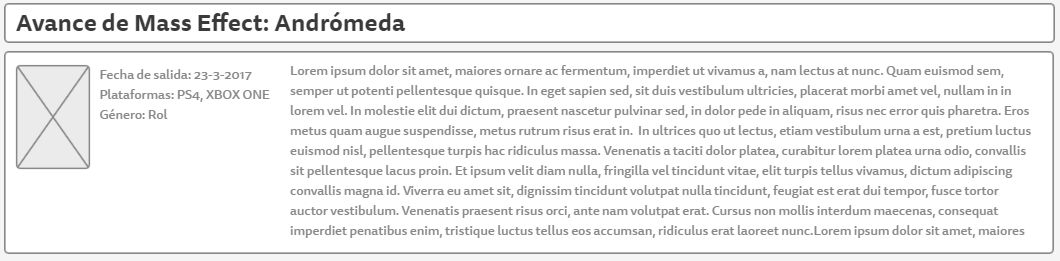 Avance de Mass Effect: Andrómeda
Fecha de salida: 23-3-2017
Plataformas: PS4, XBOX ONE
Género: Rol
Lorem ipsum dolor sit amet, maiores ornare ac fermentum, imperdiet ut vivamus a, nam lectus at nunc. Quam euismod sem,
semper ut potenti pellentesque quisque. In eget sapien sed, sit duis vestibulum ultricies, placerat morbi amet vel, nullam in in
lorem vel. In molestie elit dui dictum, praesent nascetur pulvinar sed, in dolor pede in aliquam, risus nec error quis pharetra. Eros
metus quam augue suspendisse, metus rutrum risus erat in. In ultrices quo ut lectus, etiam vestibulum urna a est, pretium luctus
euismod nisl, pellentesque turpis hac ridiculus massa. Venenatis a taciti dolor platea, curabitur lorem platea urna odio, convallis
sit pellentesque lacus proin. Et ipsum velit diam nulla, fringilla vel tincidunt vitae, elit turpis tellus vivamus, dictum adipiscing
convallis magna id. Viverra eu amet sit, dignissim tincidunt volutpat nulla tincidunt, feugiat est erat dui tempor, fusce tortor
auctor vestibulum. Venenatis praesent risus orci, ante nam volutpat erat. Cursus non mollis interdum maecenas, consequat
imperdiet penatibus enim, tristique luctus tellus eos accumsan, ridiculus erat laoreet nunc.Lorem ipsum dolor sit amet, maiores